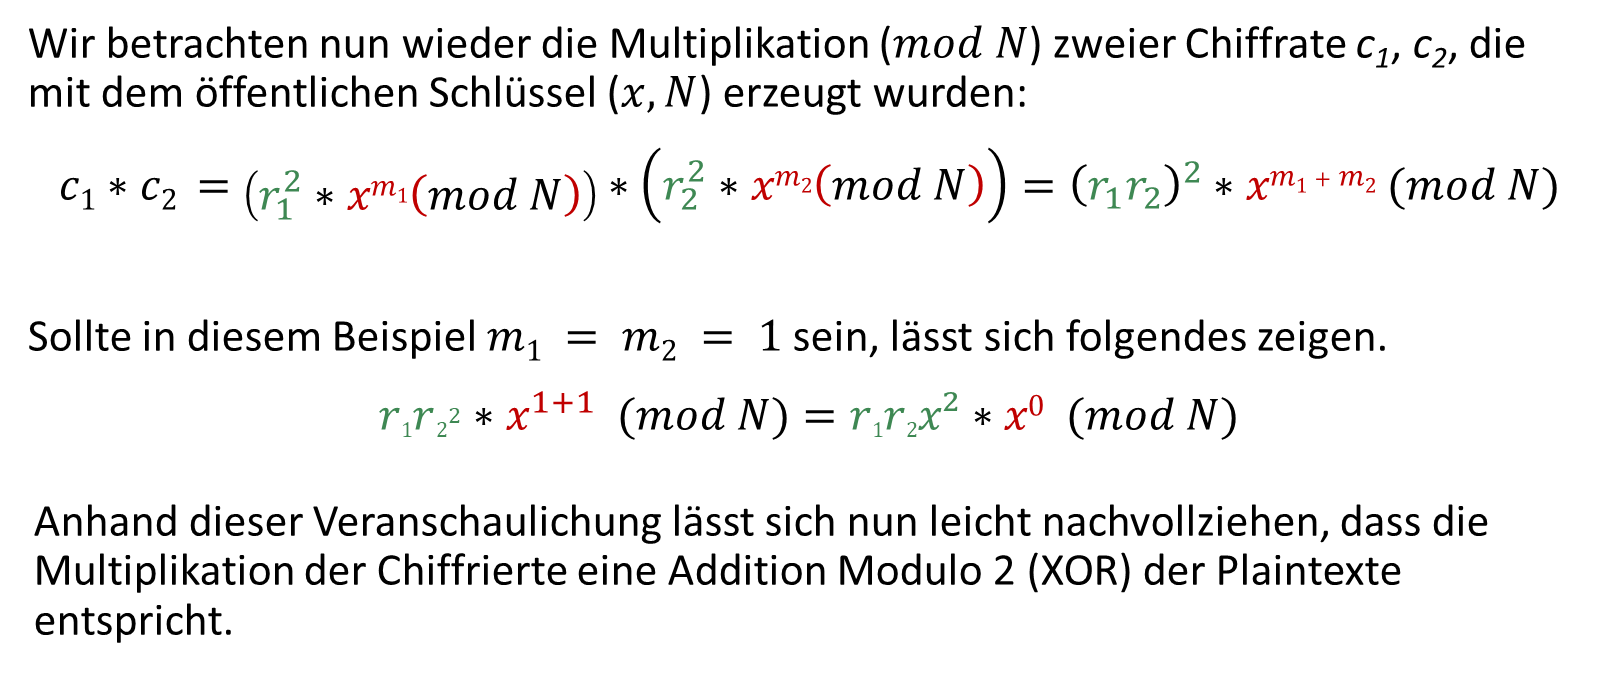 Wir betrachten nun wieder die Multiplikation (mod N) zweier Chiffrate c₁, c₂, die
mit dem öffentlichen Schlüssel (x, N) erzeugt wurden:
c₁ * c₂ = (r₁² * x^{m₁}(mod N)) * (r₂² * x^{m₂}(mod N)) = (r₁r₂)² * x^{m₁ + m₂} (mod N)
Sollte in diesem Beispiel m₁ = m₂ = 1 sein, lässt sich folgendes zeigen.
r₁r₂² * x^{1+1} (mod N) = r₁r₂x² * x⁰ (mod N)
Anhand dieser Veranschaulichung lässt sich nun leicht nachvollziehen, dass die
Multiplikation der Chiffrierte eine Addition Modulo 2 (XOR) der Plaintexte
entspricht.